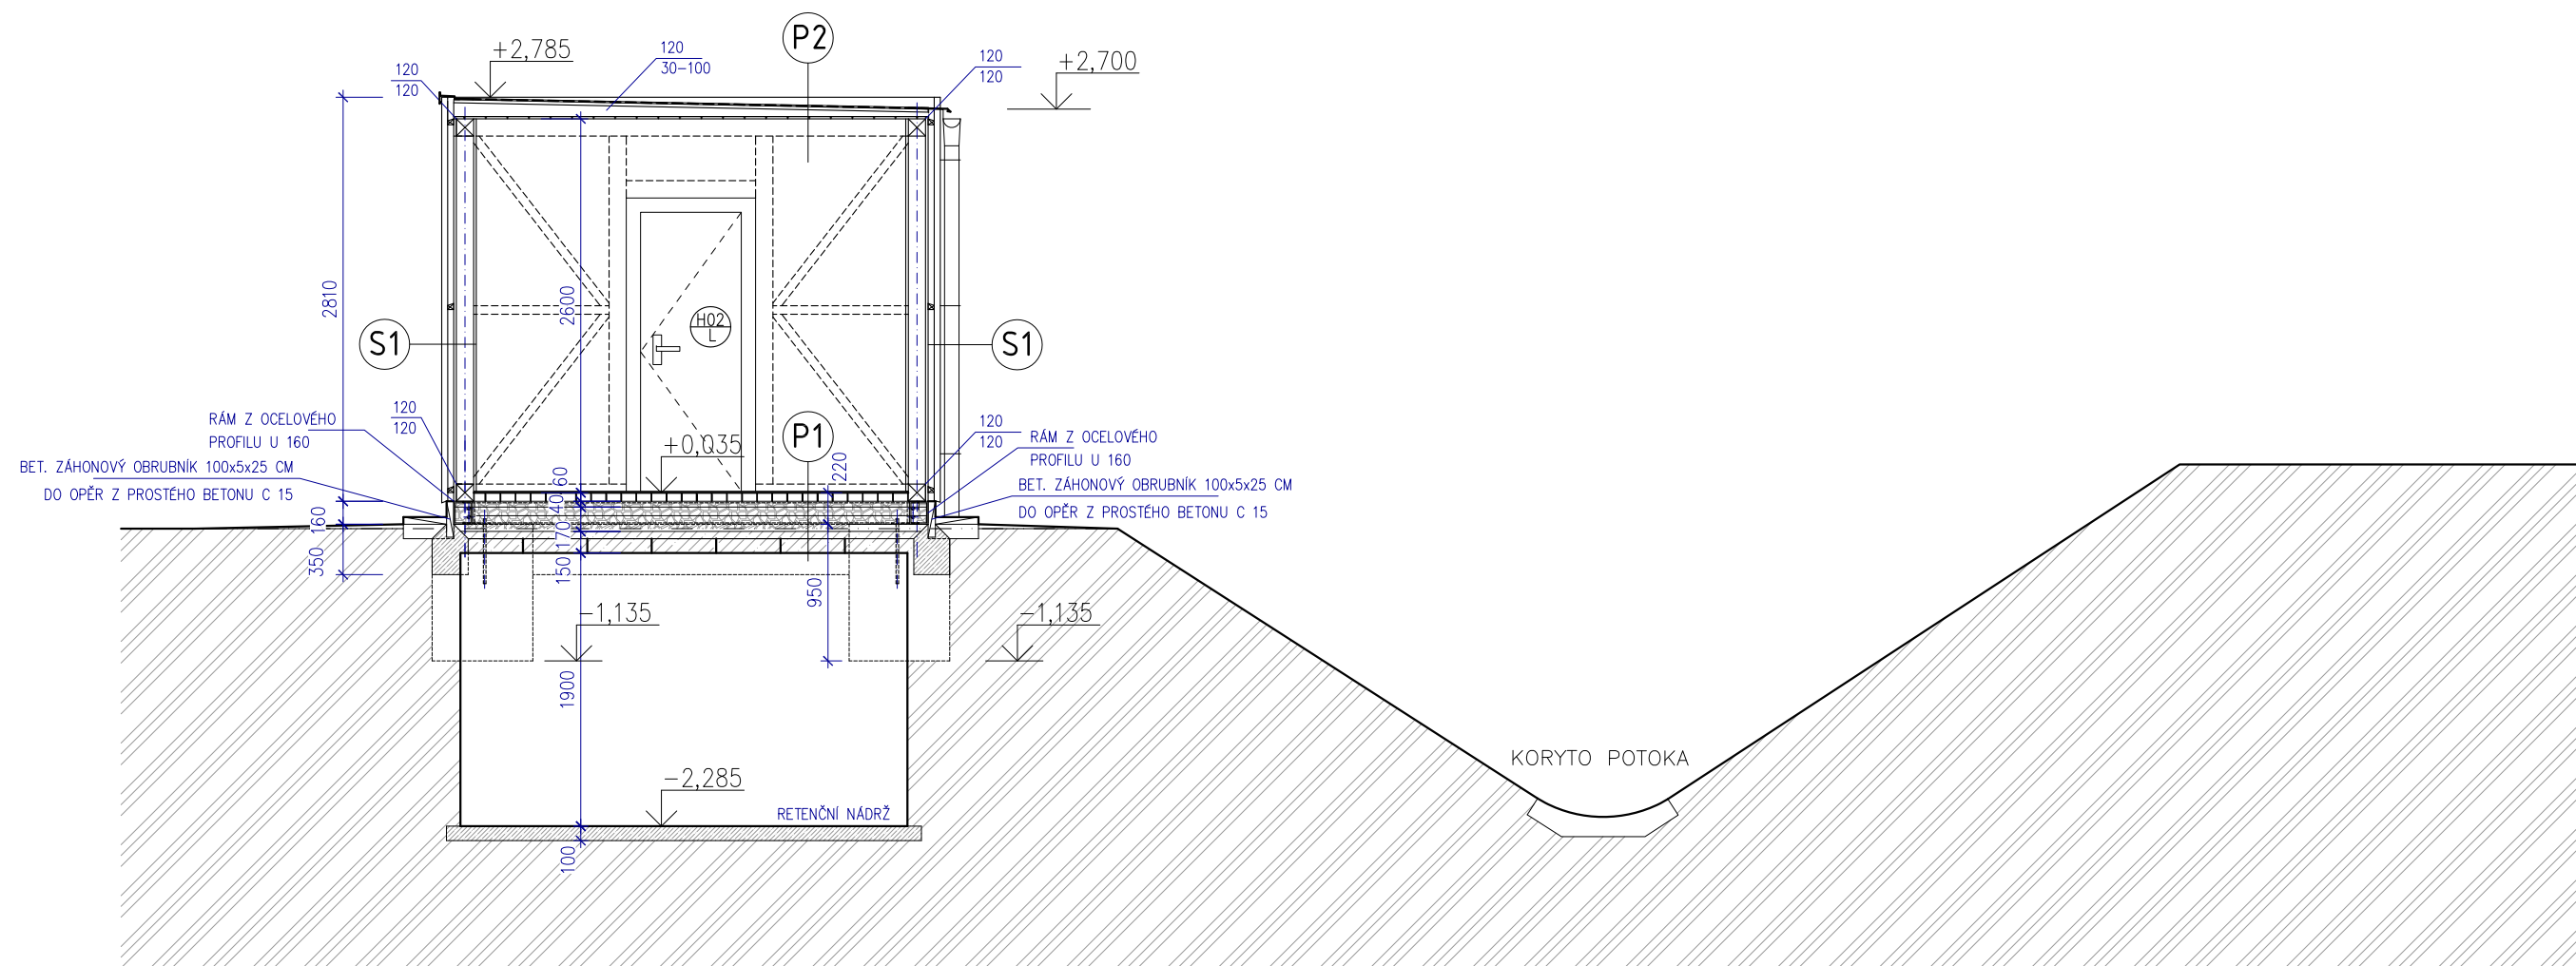 P2
+2,785
120
30-100
120
120
120
120
+2,700
2810
2600
H02
L
S1
S1
RÁM Z OCELOVÉHO
PROFILU U 160
120
120
+0,035
P1
120
120
RÁM Z OCELOVÉHO
PROFILU U 160
BET. ZÁHONOVÝ OBRUBNÍK 100x5x25 CM
DO OPĚR Z PROSTÉHO BETONU C 15
BET. ZÁHONOVÝ OBRUBNÍK 100x5x25 CM
DO OPĚR Z PROSTÉHO BETONU C 15
60
40
220
160
170
350
150
950
-1,135
-1,135
1900
KORYTO POTOKA
-2,285
RETENČNÍ NÁDRŽ
100